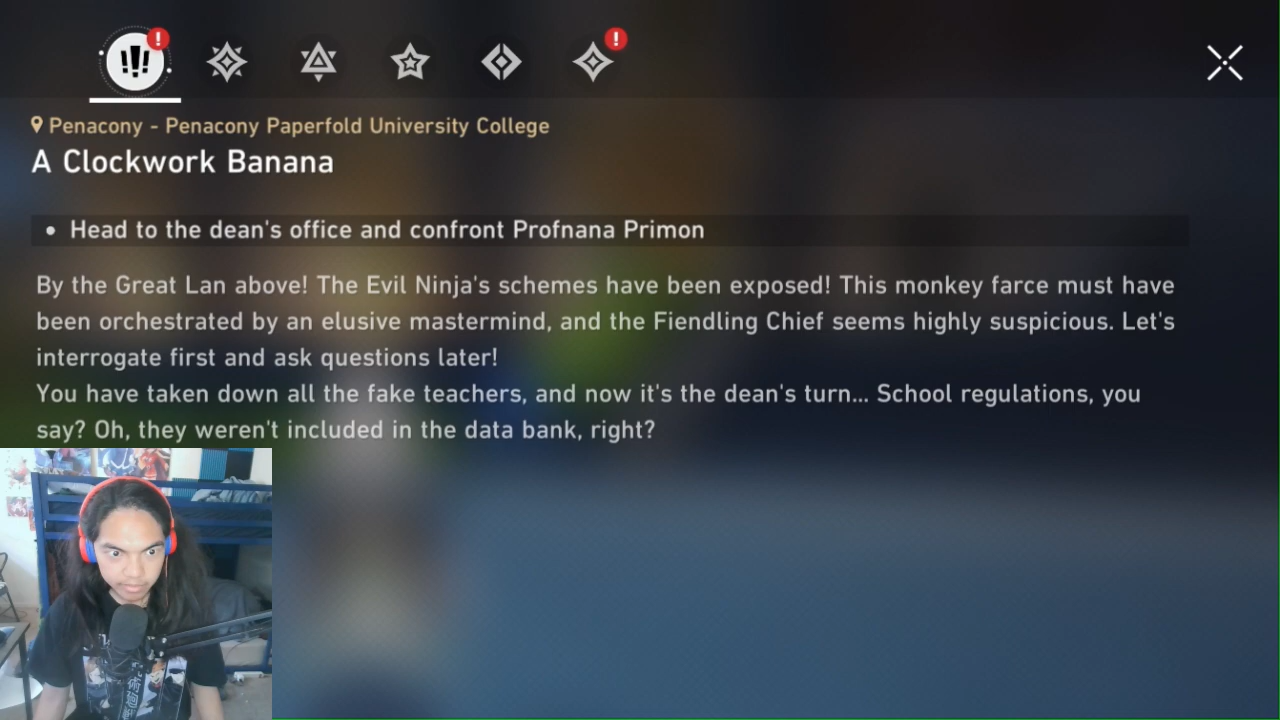 Penacony - Penacony Paperfold University College
A Clockwork Banana
Head to the dean's office and confront Profnana Primon
By the Great Lan above! The Evil Ninja's schemes have been exposed! This monkey farce must have
been orchestrated by an elusive mastermind, and the Fiendling Chief seems highly suspicious. Let's
interrogate first and ask questions later!
You have taken down all the fake teachers, and now it's the dean's turn... School regulations, you
say? Oh, they weren't included in the data bank, right?